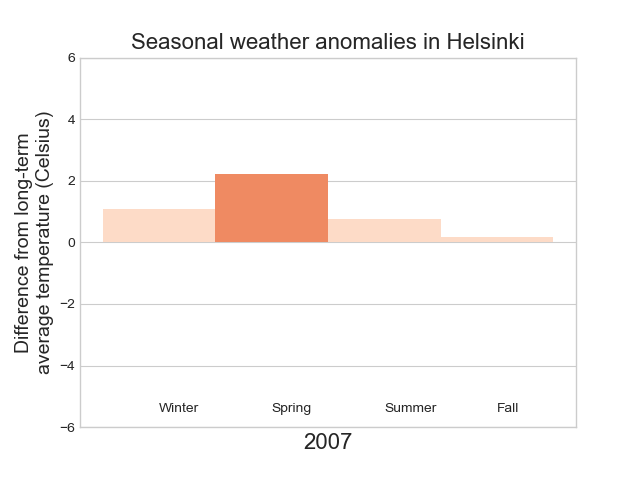 Seasonal weather anomalies in Helsinki
Difference from long-term
average temperature (Celsius)
6
4
2
0
−2
−4
−6
Winter Spring Summer Fall
2007